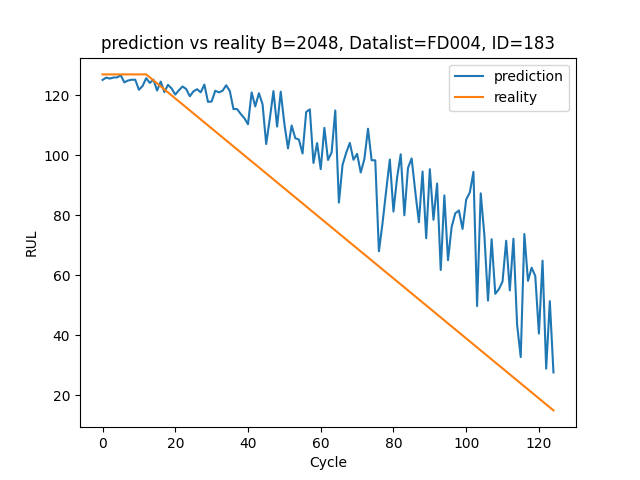 prediction vs reality B=2048, Datalist=FD004, ID=183
prediction
reality
RUL
120
100
80
60
40
20
0 20 40 60 80 100 120
Cycle